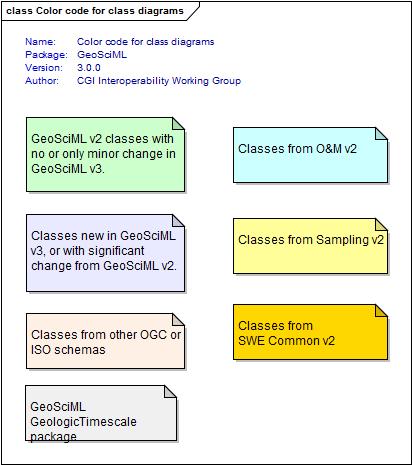 class Color code for class diagrams
Name: Color code for class diagrams
Package: GeoSciML
Version: 3.0.0
Author: CGI Interoperability Working Group
GeoSciML v2 classes with
no or only minor change in
GeoSciML v3.
Classes from O&M v2
Classes new in GeoSciML
v3, or with significant
change from GeoSciML v2.
Classes from Sampling v2
Classes from other OGC or
ISO schemas
Classes from
SWE Common v2
GeoSciML
GeologicTimescale
package